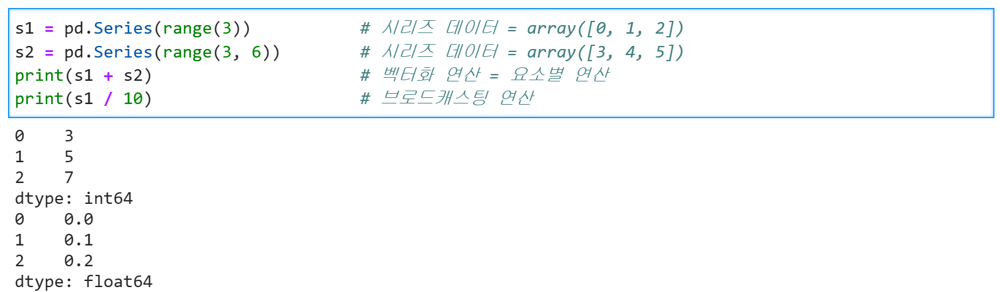 s1 = pd.Series(range(3))           # 시리즈 데이터 = array([0, 1, 2])
s2 = pd.Series(range(3, 6))        # 시리즈 데이터 = array([3, 4, 5])
print(s1 + s2)                     # 벡터화 연산 = 요소별 연산
print(s1 / 10)                     # 브로드캐스팅 연산
0    3
1    5
2    7
dtype: int64
0    0.0
1    0.1
2    0.2
dtype: float64